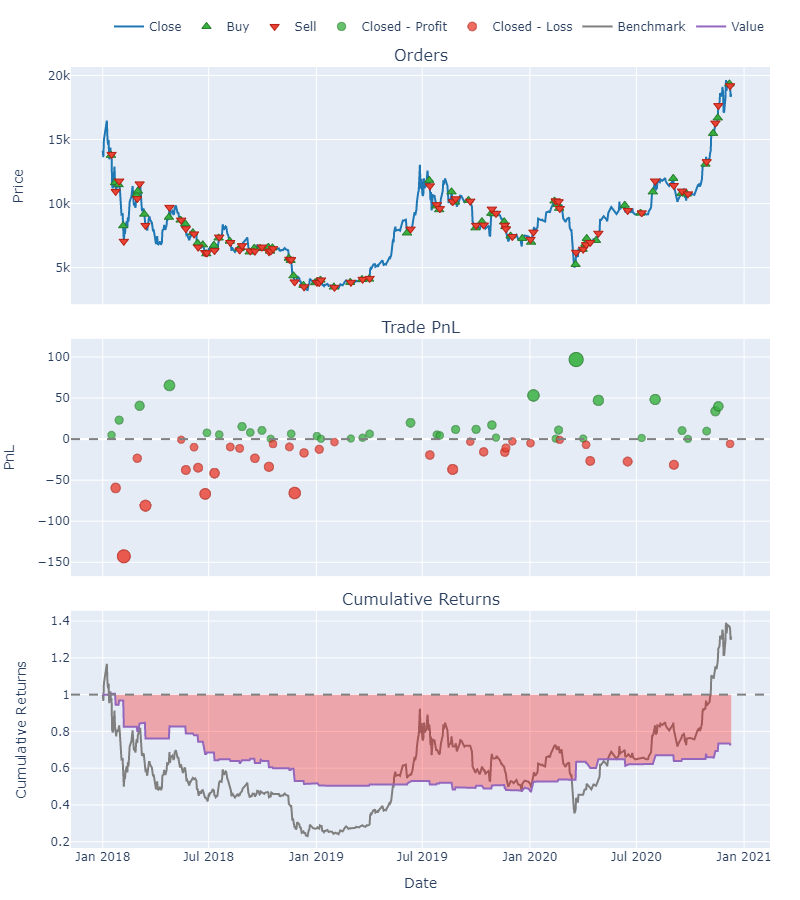 Close Buy Sell Closed - Profit Closed - Loss Benchmark Value
Orders
20k
15k
10k
5k
Price
Trade PnL
100
50
0
−50
−100
−150
PnL
Cumulative Returns
1.4
1.2
1
0.8
0.6
0.4
0.2
Cumulative Returns
Jan 2018 Jul 2018 Jan 2019 Jul 2019 Jan 2020 Jul 2020 Jan 2021
Date